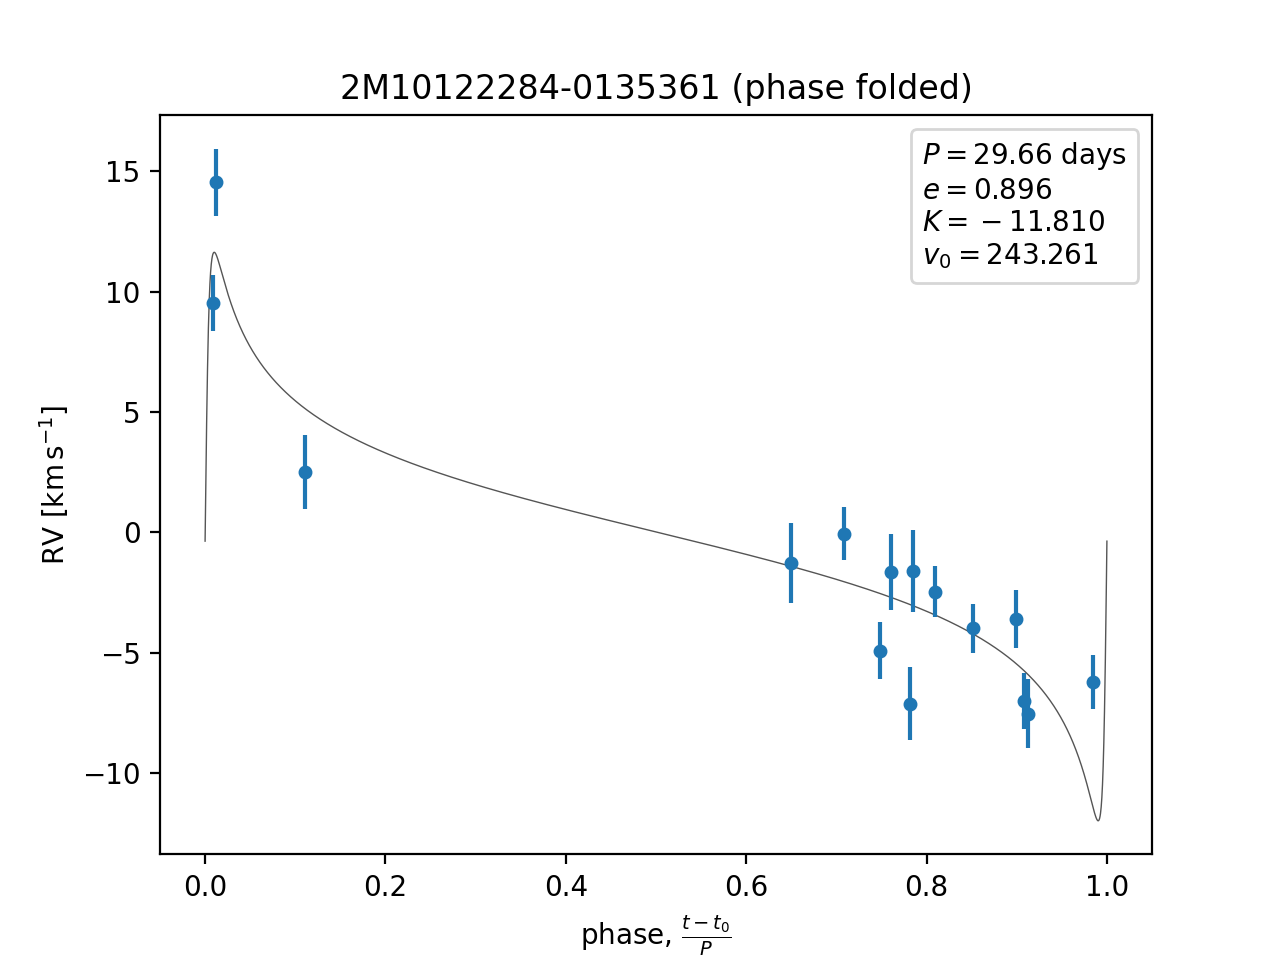 2M10122284-0135361 (phase folded)
P = 29.66 days
e = 0.896
K = −11.810
v₀ = 243.261
15
10
5
0
−5
−10
RV [km s⁻¹]
0.0 0.2 0.4 0.6 0.8 1.0
phase, (t − t₀)/P